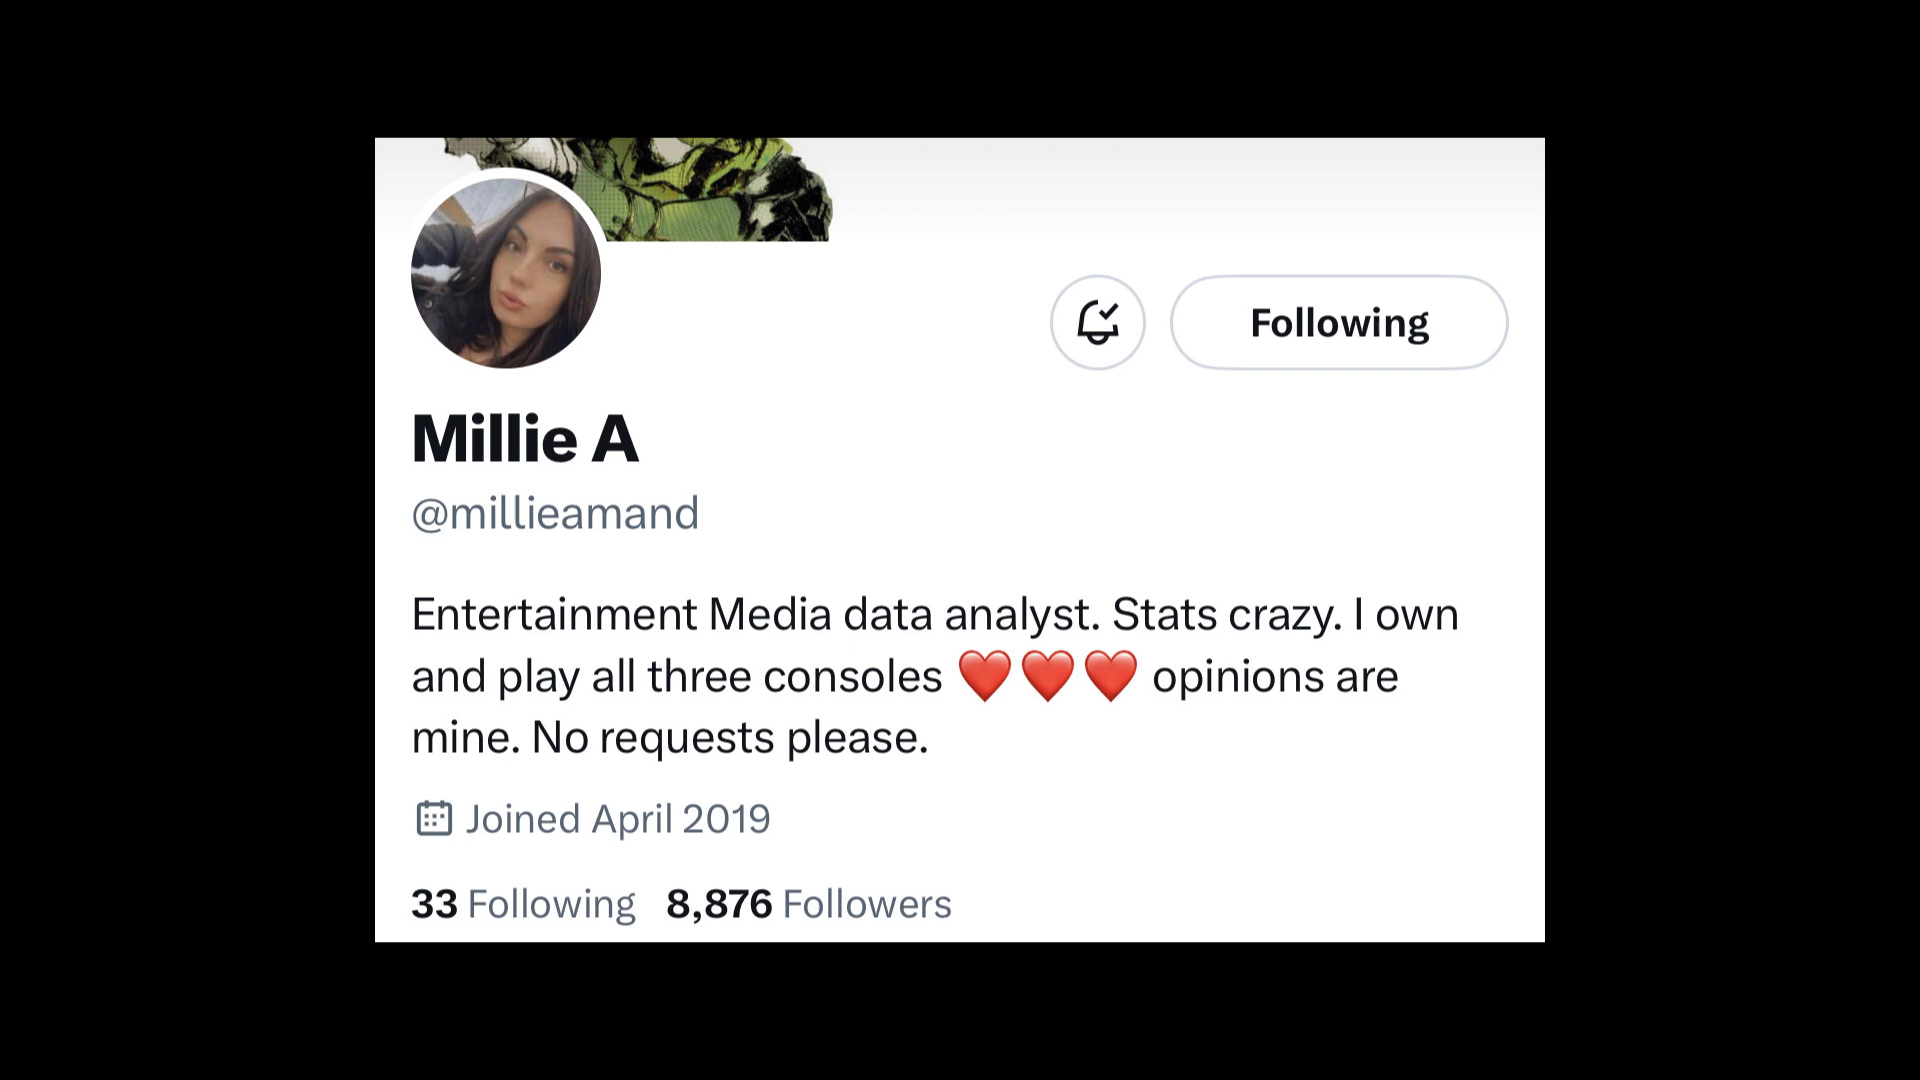 Following
Millie A
@millieamand
Entertainment Media data analyst. Stats crazy. I own
and play all three consoles ❤️❤️❤️ opinions are
mine. No requests please.
Joined April 2019
33 Following 8,876 Followers